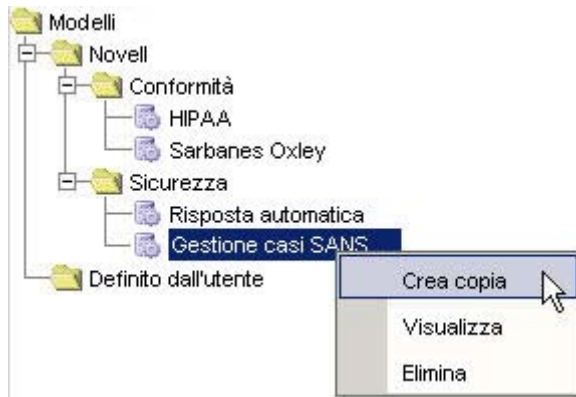 Modelli
Novell
Conformità
HIPAA
Sarbanes Oxley
Sicurezza
Risposta automatica
Gestione casi SANS
Definito dall'utente
Crea copia
Visualizza
Elimina